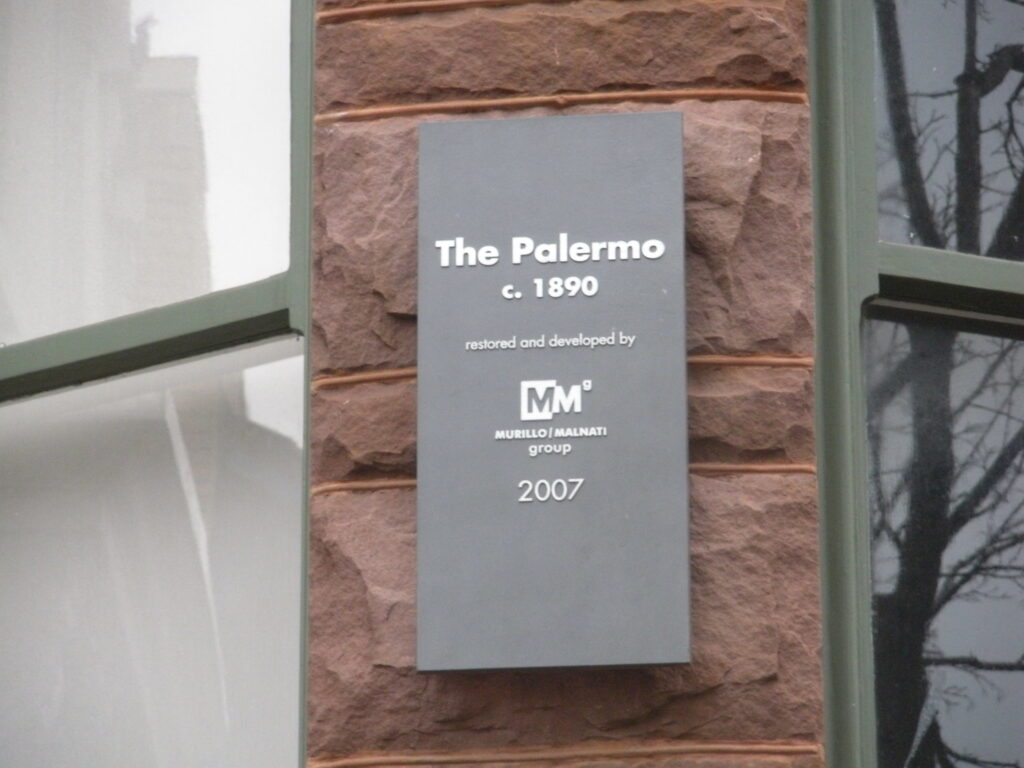 The Palermo
c. 1890
restored and developed by
MMg
MURILLO/MALNATI
group
2007